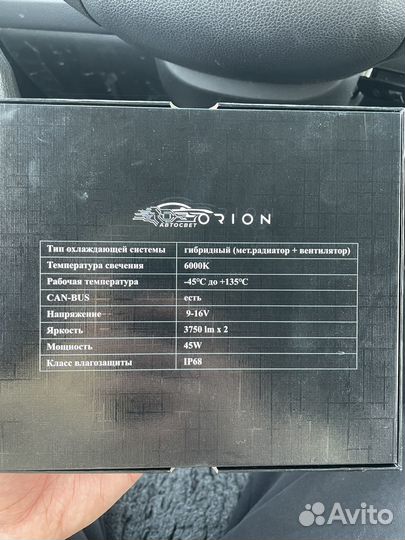 АВТОСВЕТ
ORION
Тип охлаждающей системы гибридный (мет.радиатор + вентилятор)
Температура свечения 6000K
Рабочая температура -45°C до +135°C
CAN-BUS есть
Напряжение 9-16V
Яркость 3750 lm x 2
Мощность 45W
Класс влагозащиты IP68
Avito